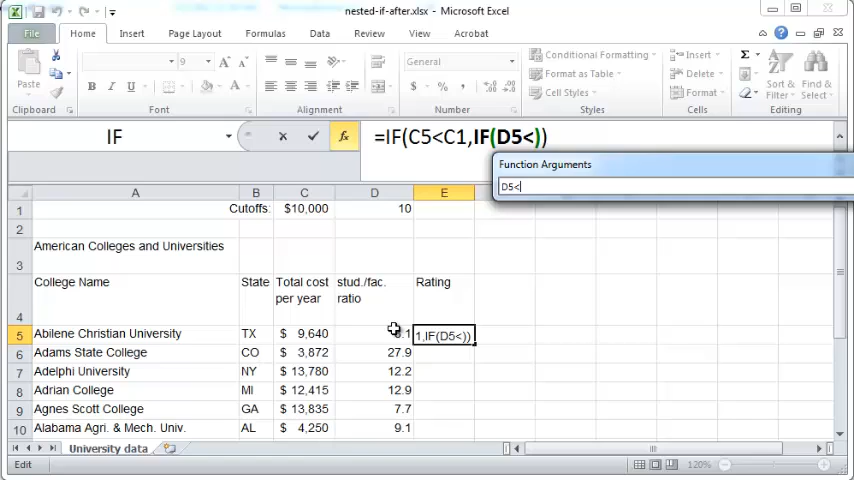 nested-if-after.xlsx - Microsoft Excel
File Home Insert Page Layout Formulas Data Review View Acrobat
Paste
9
General
Conditional Formatting
Format as Table
Cell Styles
Insert
Delete
Format
Sort & Filter
Find & Select
Clipboard Font Alignment Number Styles Cells Editing
IF
fx
=IF(C5<C1,IF(D5<))
Function Arguments
D5<
A B C D E
1 Cutoffs: $10,000 10
2
3 American Colleges and Universities
4 College Name State Total cost per year stud./fac. ratio Rating
5 Abilene Christian University TX $ 9,640 .1 1,IF(D5<))
6 Adams State College CO $ 3,872 27.9
7 Adelphi University NY $ 13,780 12.2
8 Adrian College MI $ 12,415 12.9
9 Agnes Scott College GA $ 13,835 7.7
10 Alabama Agri. & Mech. Univ. AL $ 4,250 9.1
University data
Edit 120%